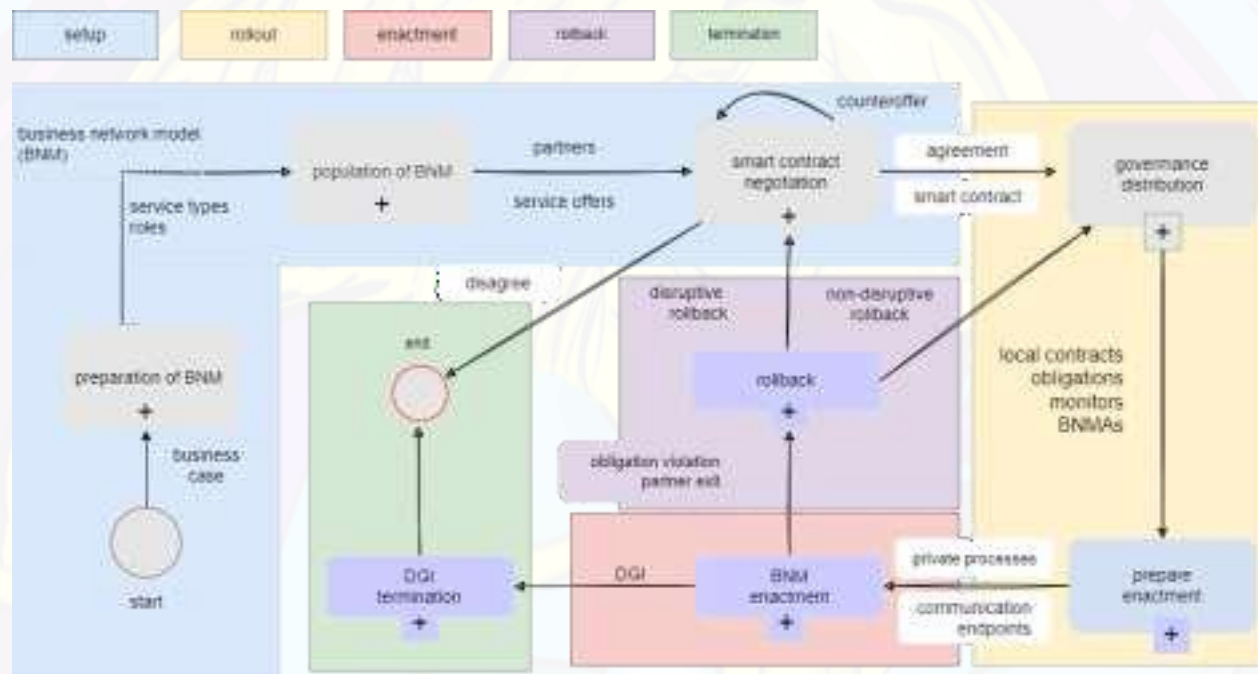 setup
rollout
enactment
rollback
termination
business network model
(BNM)
service types
roles
population of BNM
+
partners
service offers
counteroffer
smart contract
negotiation
+
agreement
smart contract
governance
distribution
+
disagree
disruptive
rollback
non-disruptive
rollback
end
rollback
+
local contracts
obligations
monitors
BNMAs
preparation of BNM
+
business
case
start
obligation violation
partner exit
DGI
termination
+
DGI
BNM
enactment
+
private processes
communication
endpoints
prepare
enactment
+